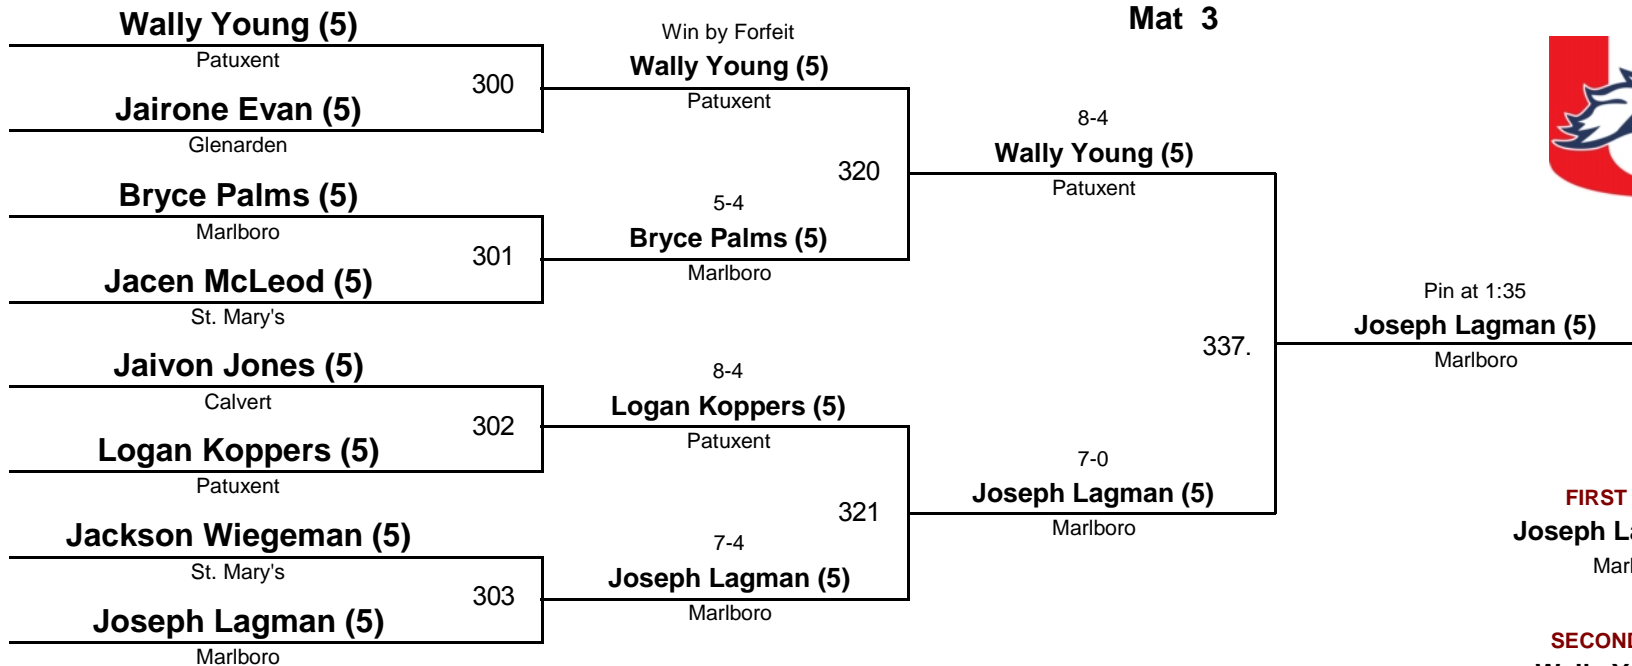 Mat 3
Wally Young (5)
Patuxent
300
Jairone Evan (5)
Glenarden
Bryce Palms (5)
Marlboro
301
Jacen McLeod (5)
St. Mary's
Jaivon Jones (5)
Calvert
302
Logan Koppers (5)
Patuxent
Jackson Wiegeman (5)
St. Mary's
303
Joseph Lagman (5)
Marlboro
Win by Forfeit
Wally Young (5)
Patuxent
320
5-4
Bryce Palms (5)
Marlboro
8-4
Logan Koppers (5)
Patuxent
321
7-4
Joseph Lagman (5)
Marlboro
8-4
Wally Young (5)
Patuxent
337.
7-0
Joseph Lagman (5)
Marlboro
Pin at 1:35
Joseph Lagman (5)
Marlboro
FIRST
Joseph La
Marl
SECOND